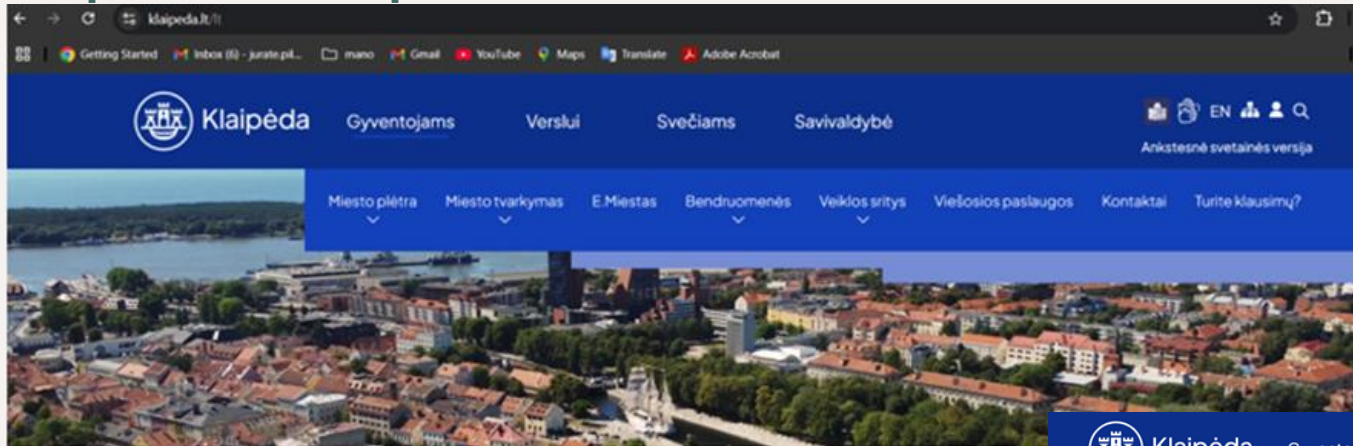 klaipeda.lt/lt
Getting Started Inbox (6) - jurate.pil... mano Gmail YouTube Maps Translate Adobe Acrobat
Klaipėda Gyventojams Verslui Svečiams Savivaldybė EN
Ankstesnė svetainės versija
Miesto plėtra Miesto tvarkymas E.Miestas Bendruomenės Veiklos sritys Viešosios paslaugos Kontaktai Turite klausimų?
Klaipėda